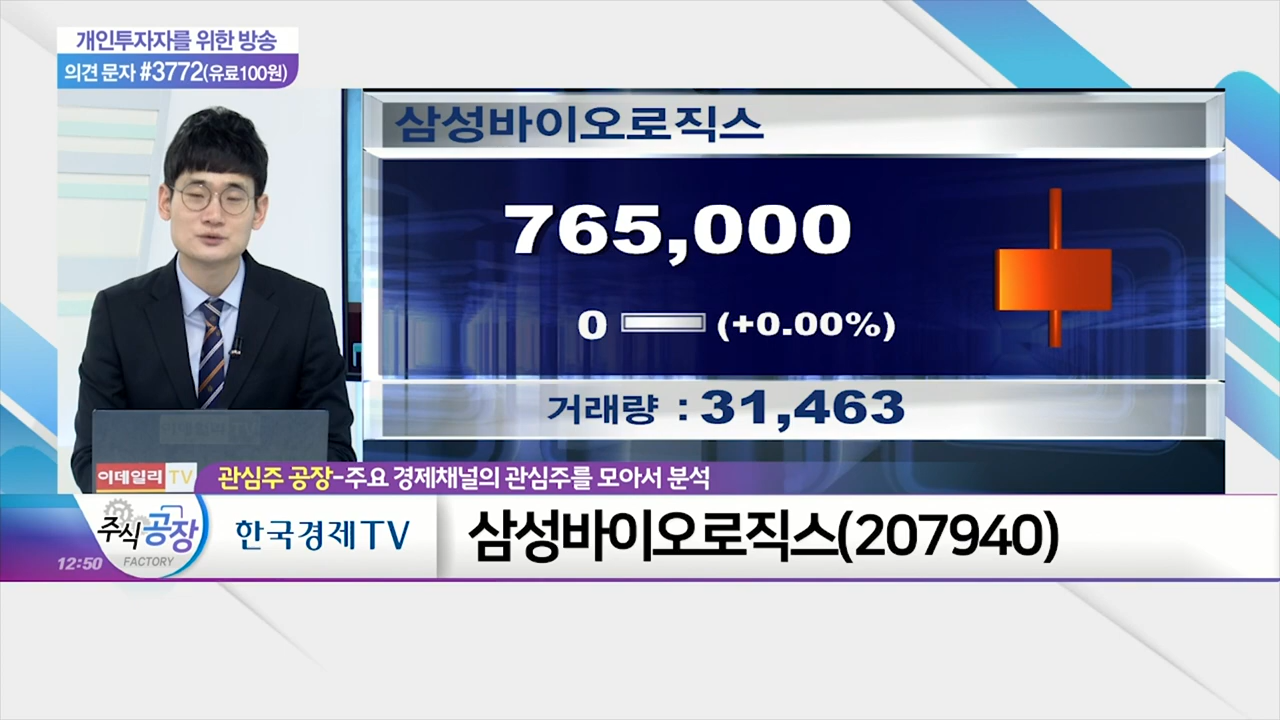 개인투자자를 위한 방송
의견 문자 #3772(유료100원)
삼성바이오로직스
765,000
0 (+0.00%)
거래량 : 31,463
이데일리 TV
관심주 공장-주요 경제채널의 관심주를 모아서 분석
주식공장
FACTORY
12:50
한국경제TV
삼성바이오로직스(207940)